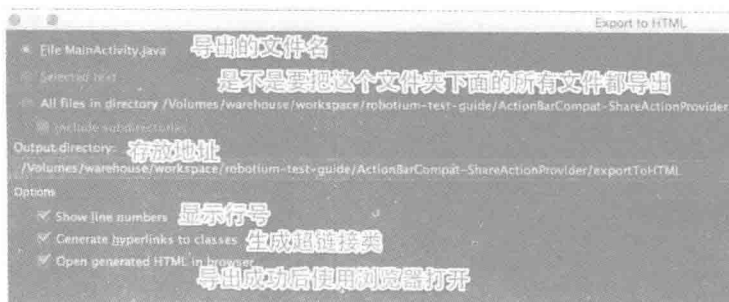 Export to HTML
File MainActivity.java 导出的文件名
Selected text
是不是要把这个文件夹下面的所有文件都导出
All files in directory /Volumes/warehouse/workspace/robotium-test-guide/ActionBarCompat-ShareActionProvider
Include subdirectories
Output directory: 存放地址
/Volumes/warehouse/workspace/robotium-test-guide/ActionBarCompat-ShareActionProvider/exportToHTML
Options
Show line numbers 显示行号
Generate hyperlinks to classes 生成超链接类
Open generated HTML in browser
导出成功后使用浏览器打开